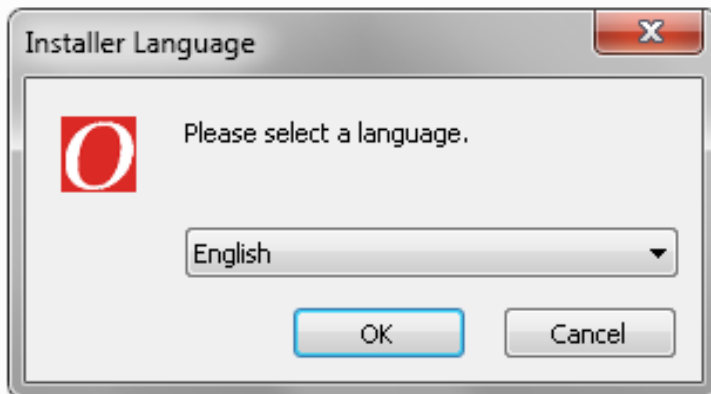 Installer Language
O
Please select a language.
English
OK
Cancel